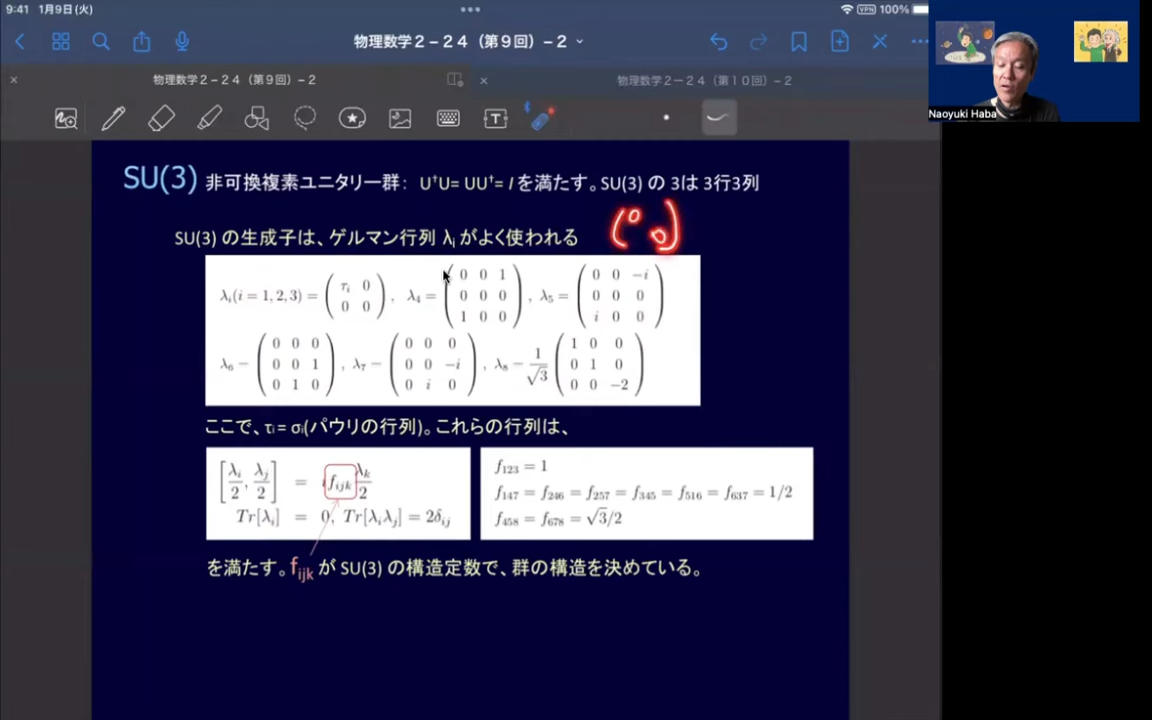 9:41 1月9日(火)
VPN 100%
物理数学2-24(第9回)-2
物理数学2-24(第9回)-2
物理数学2-24(第10回)-2
Naoyuki Haba
SU(3) 非可換複素ユニタリー群: U†U= UU†= I を満たす。SU(3) の 3は 3行3列
SU(3) の生成子は、ゲルマン行列 λi がよく使われる
λi(i = 1, 2, 3) = ( τi 0 / 0 0 ), λ4 = ( 0 0 1 / 0 0 0 / 1 0 0 ), λ5 = ( 0 0 −i / 0 0 0 / i 0 0 )
λ6 − ( 0 0 0 / 0 0 1 / 0 1 0 ), λ7 − ( 0 0 0 / 0 0 −i / 0 i 0 ), λ8 − 1/√3 ( 1 0 0 / 0 1 0 / 0 0 −2 )
ここで、τi = σi(パウリの行列)。これらの行列は、
[λi/2, λj/2] = ifijk λk/2
Tr[λi] = 0, Tr[λiλj] = 2δij
f123 = 1
f147 = f246 = f257 = f345 = f516 = f637 = 1/2
f458 = f678 = √3/2
を満たす。fijk が SU(3) の構造定数で、群の構造を決めている。